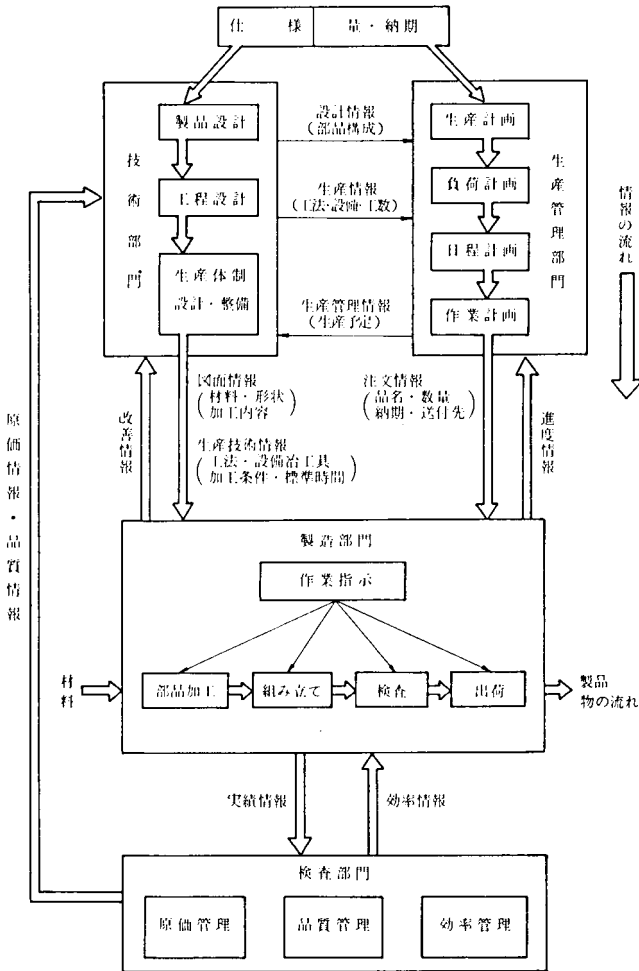 仕様
量・納期
製品設計
工程設計
生産体制
設計・整備
技術部門
設計情報
(部品構成)
生産情報
(工法・設備・工数)
生産管理情報
(生産予定)
生産計画
負荷計画
日程計画
作業計画
生産管理部門
情報の流れ
図面情報
(材料・形状
加工内容)
生産技術情報
(工法・設備冶工具
加工条件・標準時間)
注文情報
(品名・数量
納期・送付先)
改善情報
進度情報
原価情報・品質情報
製造部門
作業指示
材料
部品加工
組み立て
検査
出荷
製品
物の流れ
実績情報
効率情報
検査部門
原価管理
品質管理
効率管理